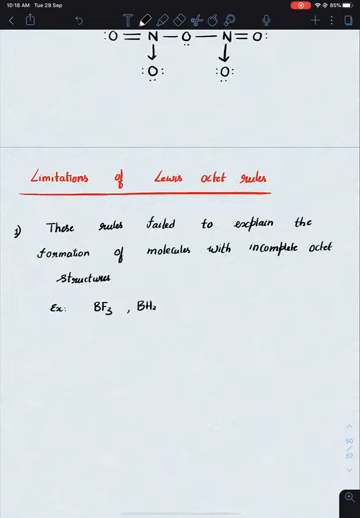 10:18 AM Tue 29 Sep
85%
:O = N — O — N = O:
:O: :O:
Limitations of Lewis octet rules
1) These rules failed to explain the
formation of molecules with incomplete octet
structures
Ex: BF3 , BH2
50
/
52